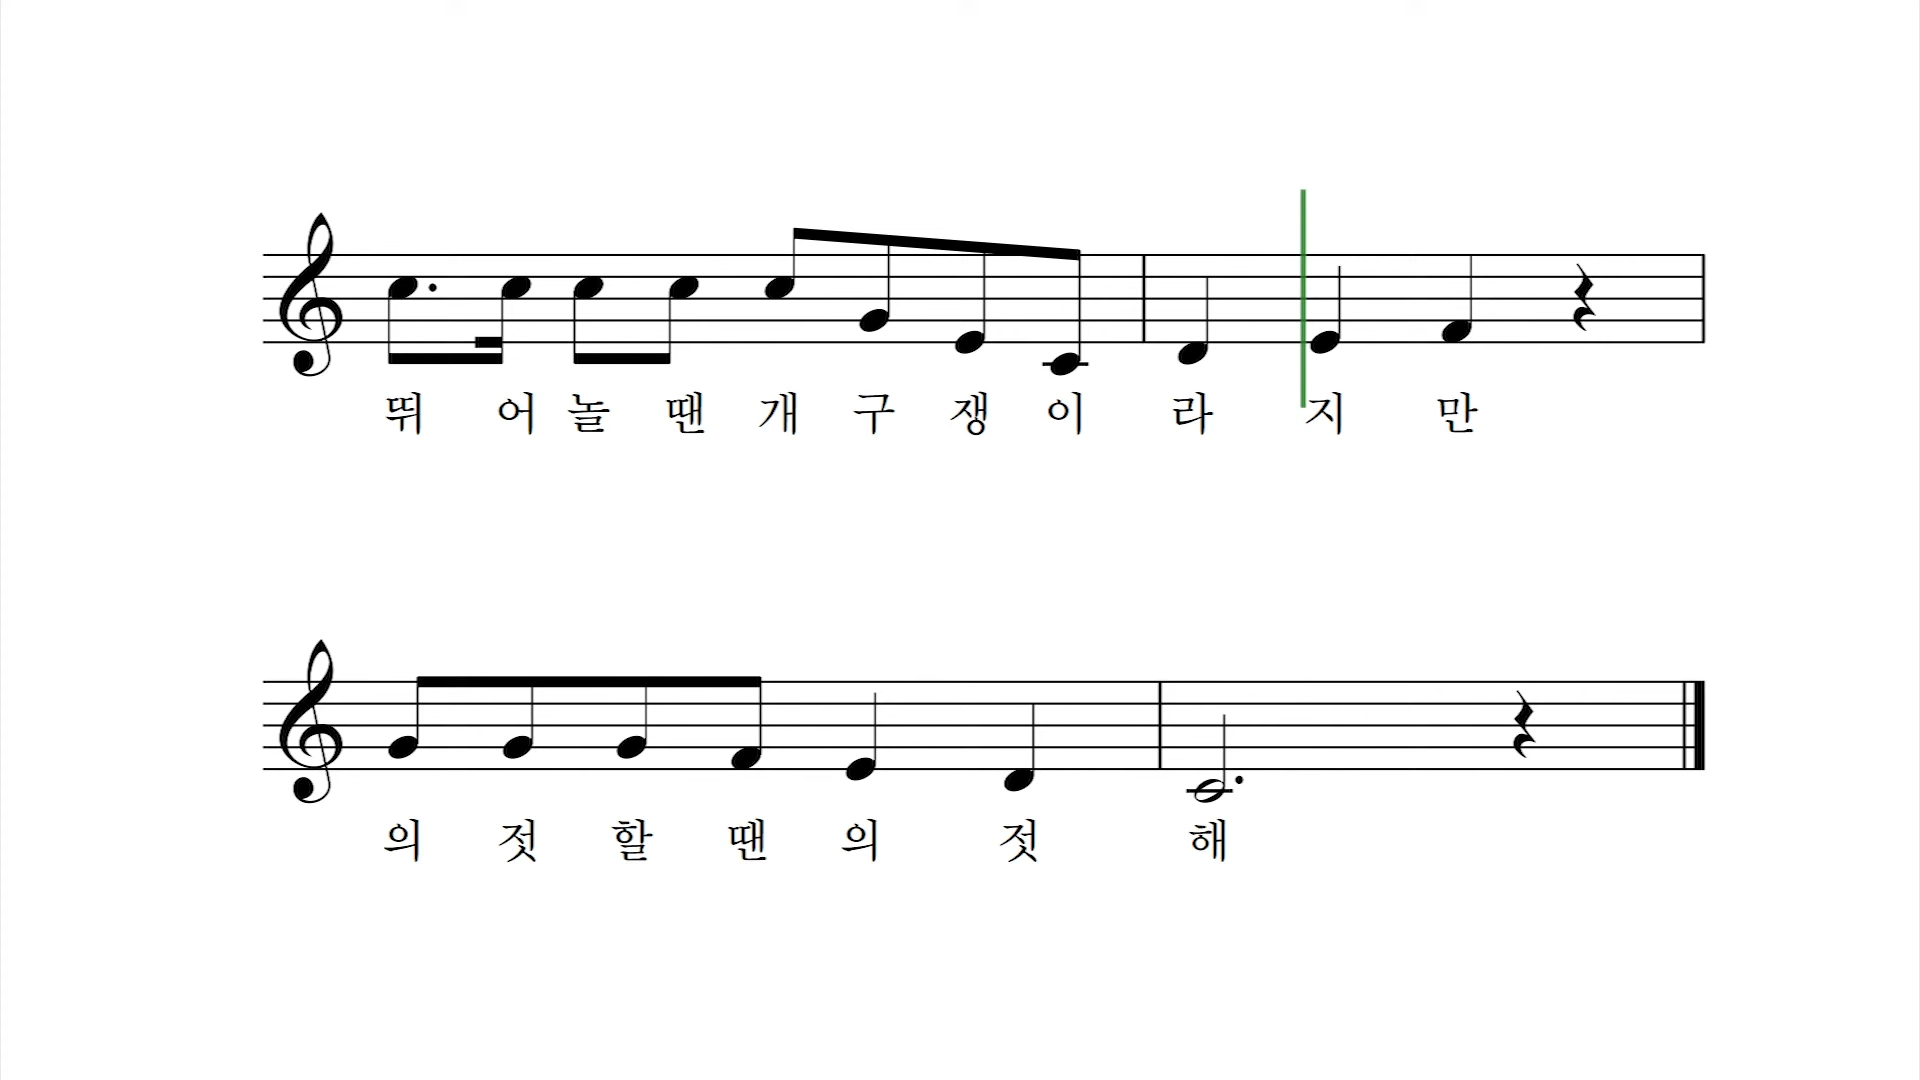 뛰 어 놀 땐 개 구 쟁 이 라 지 만
의 젓 할 땐 의 젓 해